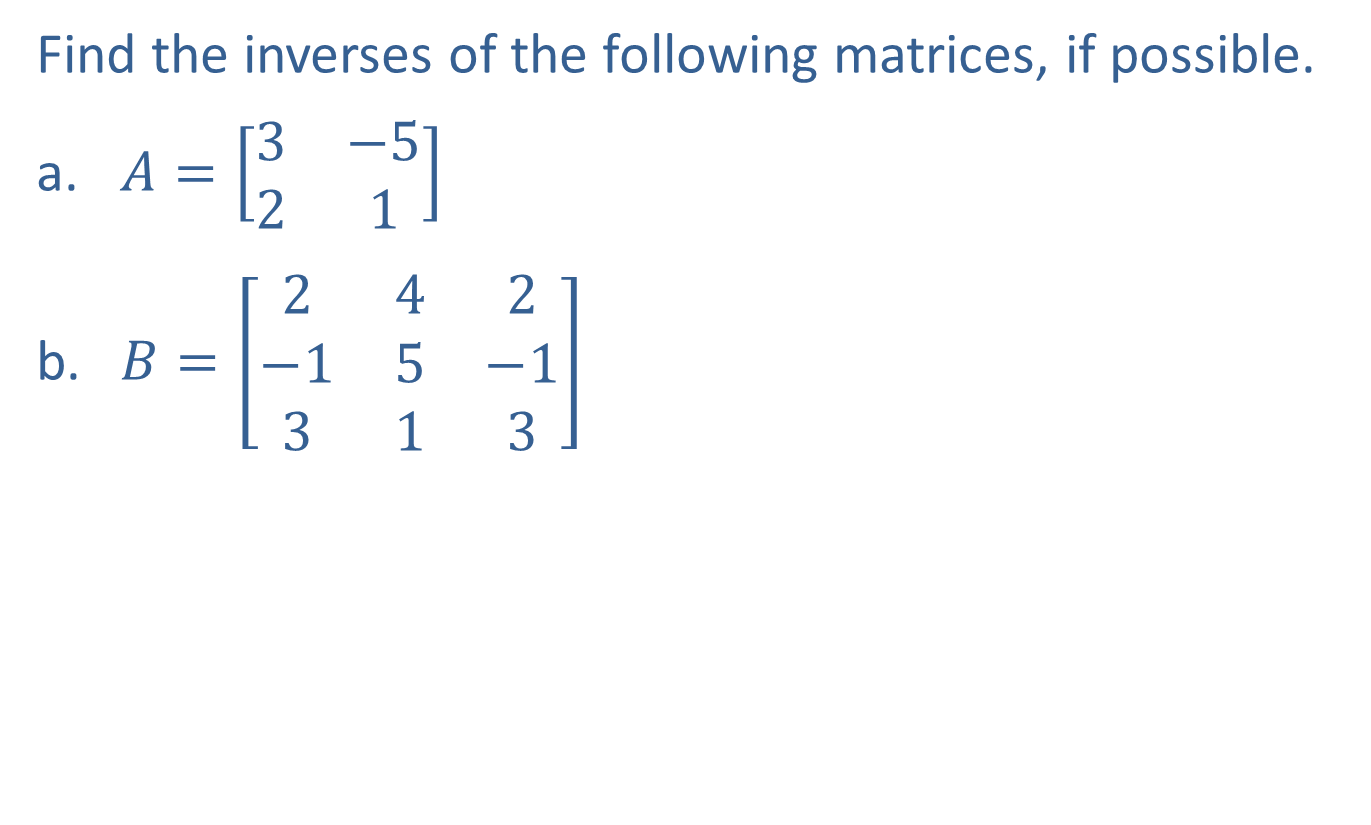 Find the inverses of the following matrices, if possible.
a. A = [3 −5
2 1]
b. B = [2 4 2
−1 5 −1
3 1 3]